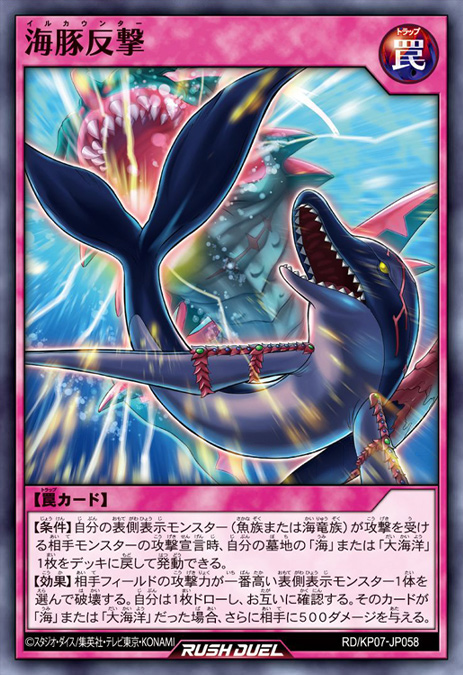 イルカウンター
海豚反撃
トラップ
罠
トラップ
【罠カード】
【条件】自分の表側表示モンスター(魚族または海竜族)が攻撃を受け
る相手モンスターの攻撃宣言時、自分の墓地の「海」または「大海洋」
1枚をデッキに戻して発動できる。
【効果】相手フィールドの攻撃力が一番高い表側表示モンスター1体を
選んで破壊する。自分は1枚ドローし、お互いに確認する。そのカードが
「海」または「大海洋」だった場合、さらに相手に500ダメージを与える。
©スタジオ・ダイス/集英社・テレビ東京・KONAMI
RUSH DUEL
RD/KP07-JP058